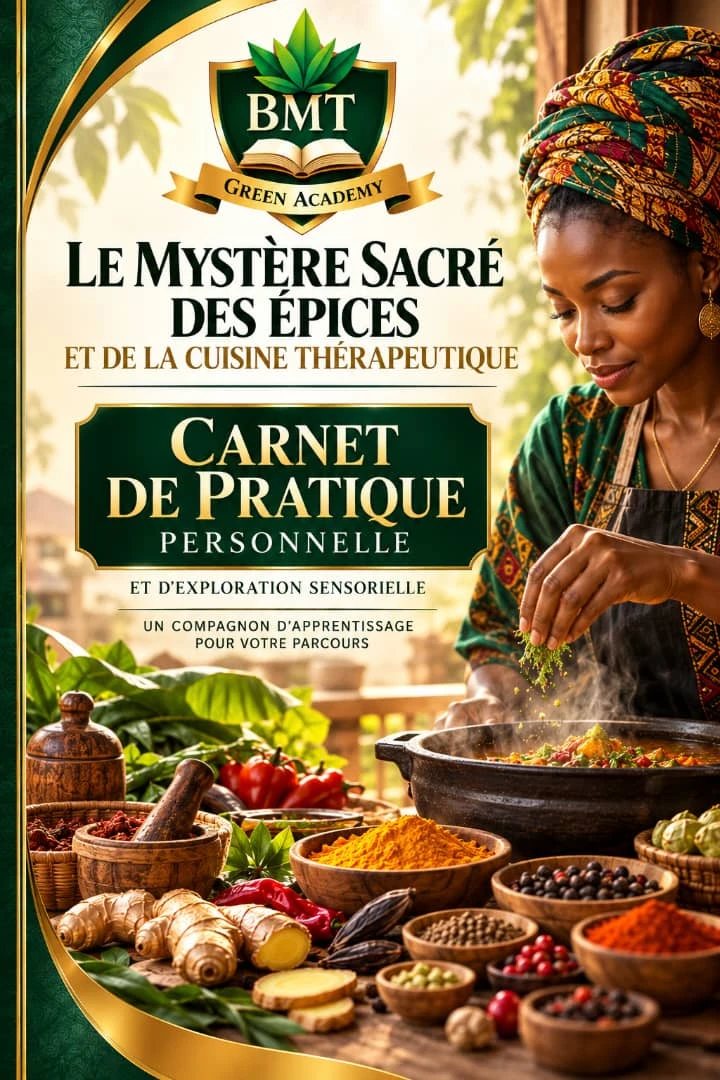 BMT
GREEN ACADEMY
LE MYSTÈRE SACRÉ
DES ÉPICES
ET DE LA CUISINE THÉRAPEUTIQUE
CARNET
DE PRATIQUE
PERSONNELLE
ET D'EXPLORATION SENSORIELLE
UN COMPAGNON D'APPRENTISSAGE
POUR VOTRE PARCOURS